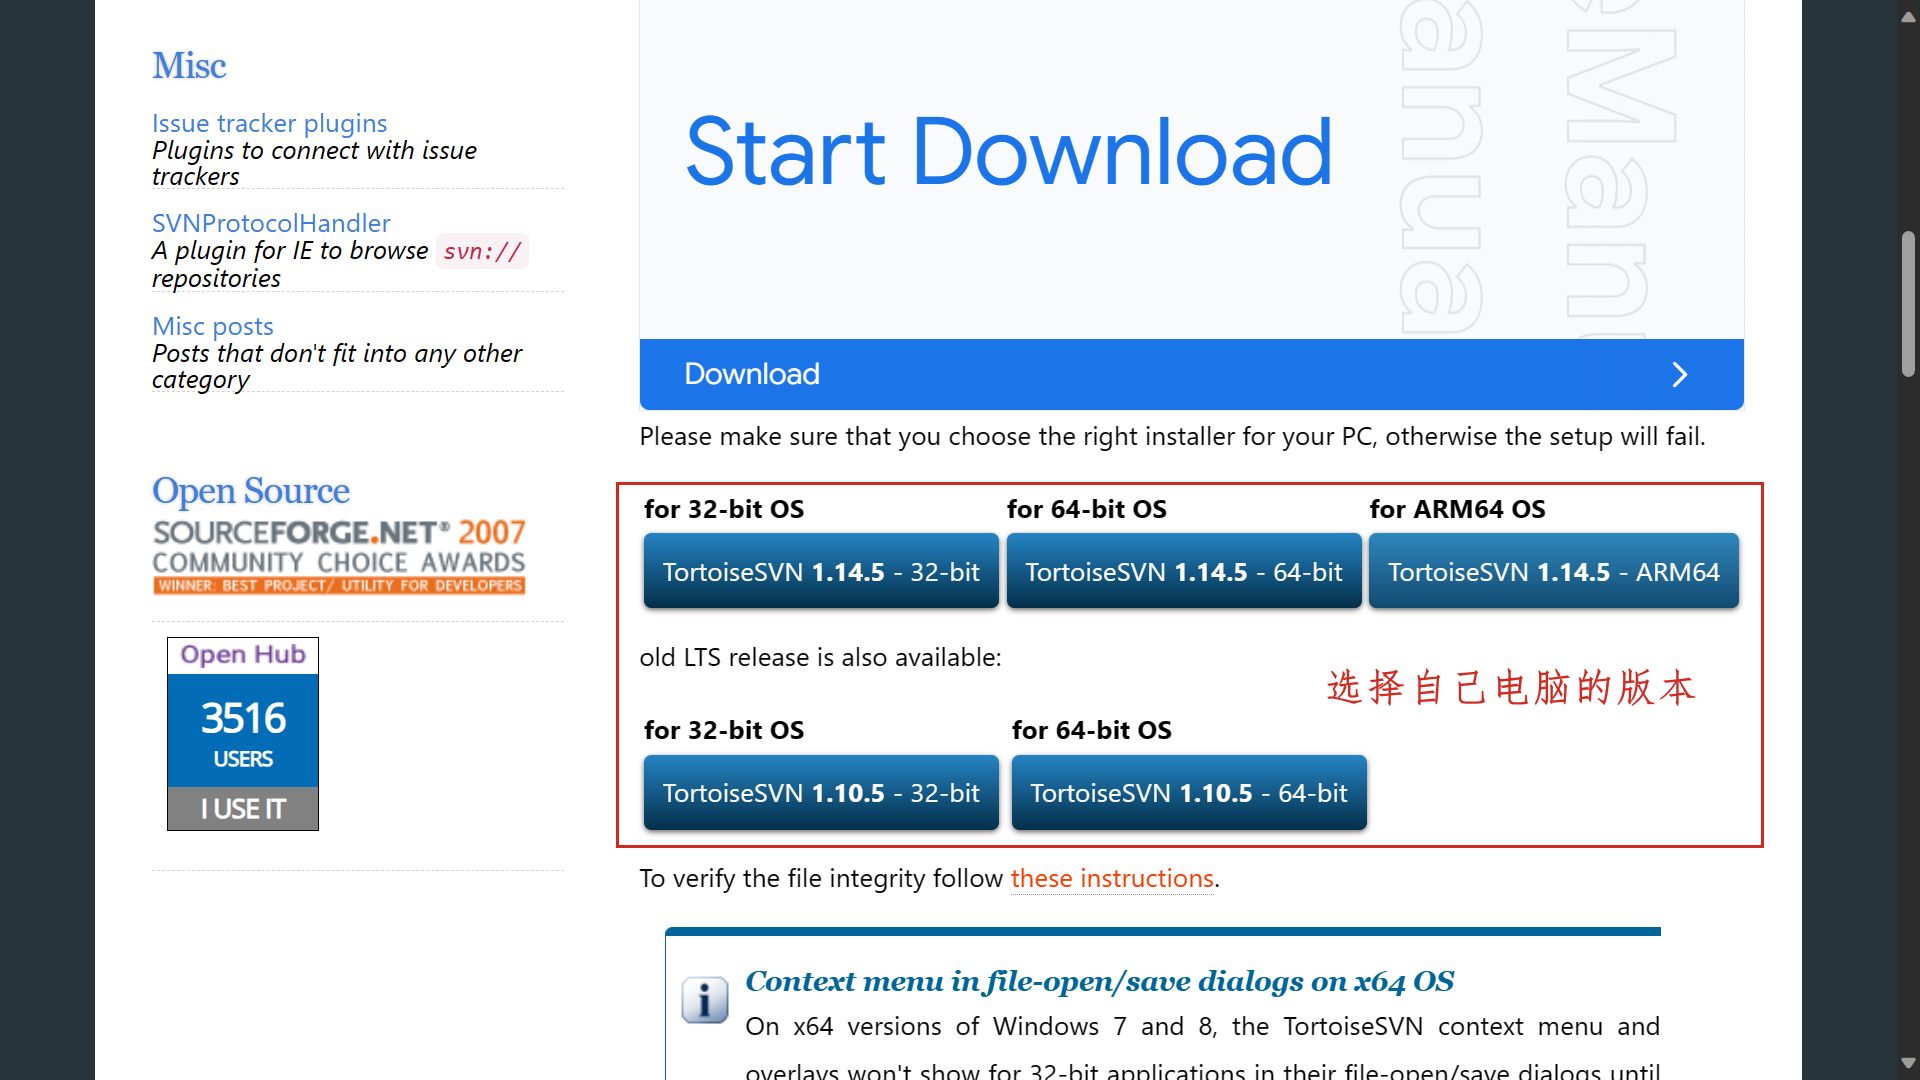 Misc
Issue tracker plugins
Plugins to connect with issue
trackers
SVNProtocolHandler
A plugin for IE to browse svn://
repositories
Misc posts
Posts that don't fit into any other
category
Open Source
SOURCEFORGE.NET® 2007
COMMUNITY CHOICE AWARDS
WINNER: BEST PROJECT/ UTILITY FOR DEVELOPERS
Open Hub
3516
USERS
I USE IT
Start Download
anua
eMan
Download
Please make sure that you choose the right installer for your PC, otherwise the setup will fail.
for 32-bit OS for 64-bit OS for ARM64 OS
TortoiseSVN 1.14.5 - 32-bit TortoiseSVN 1.14.5 - 64-bit TortoiseSVN 1.14.5 - ARM64
old LTS release is also available:
选择自己电脑的版本
for 32-bit OS for 64-bit OS
TortoiseSVN 1.10.5 - 32-bit TortoiseSVN 1.10.5 - 64-bit
To verify the file integrity follow these instructions.
Context menu in file-open/save dialogs on x64 OS
On x64 versions of Windows 7 and 8, the TortoiseSVN context menu and
overlays won't show for 32-bit applications in their file-open/save dialogs until